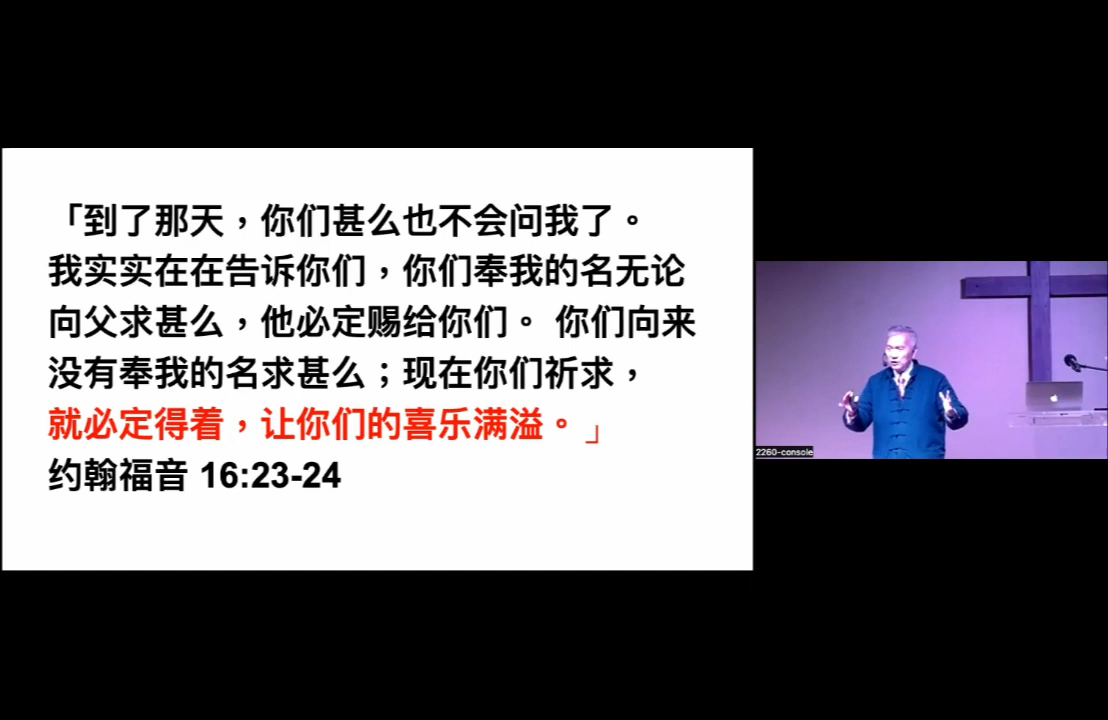 「到了那天，你们甚么也不会问我了。
我实实在在告诉你们，你们奉我的名无论
向父求甚么，他必定赐给你们。 你们向来
没有奉我的名求甚么；现在你们祈求，
就必定得着，让你们的喜乐满溢。」
约翰福音 16:23-24
2260-console